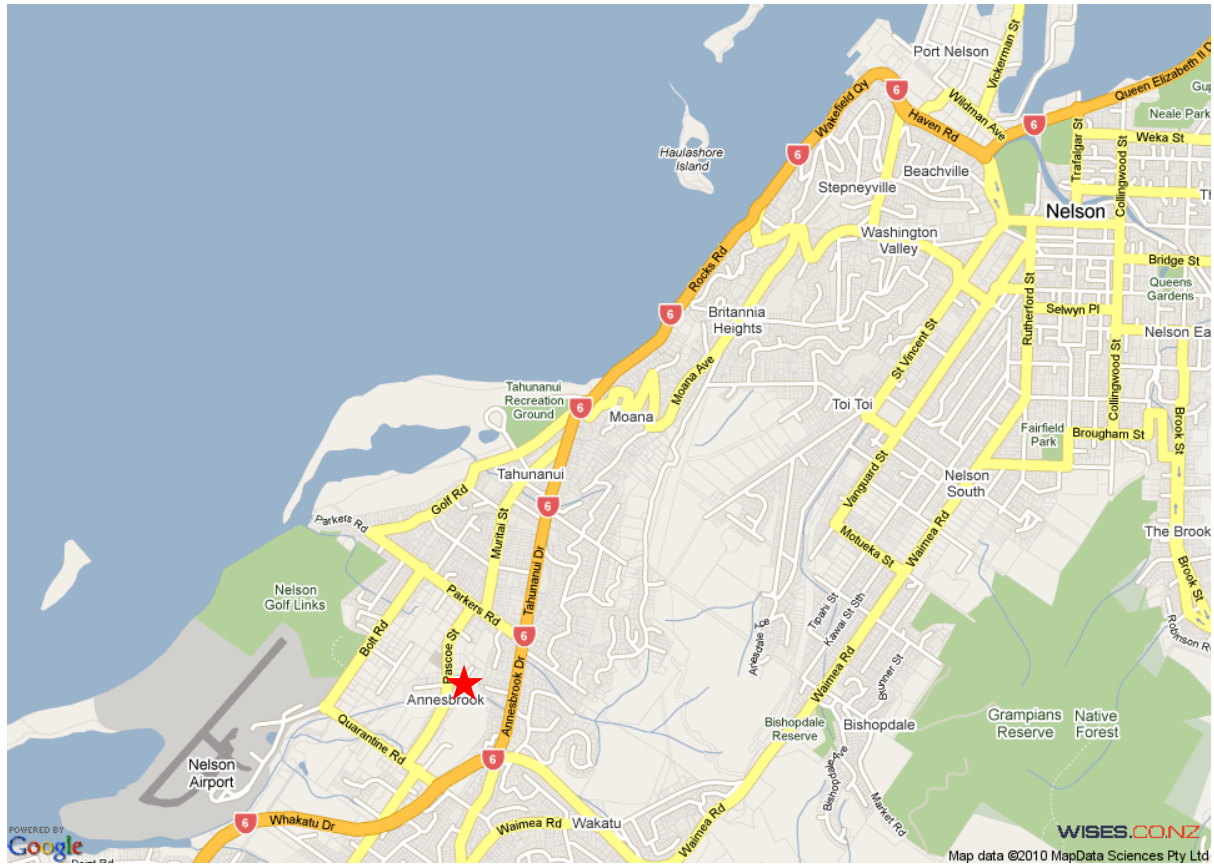 Port Nelson
Vickerman St
Queen Elizabeth II D
6
Wakefield Qy
6
Wildman Ave
Haven Rd
6
Gup
Neale Park
Trafalgar St
Collingwood St
Weka St
6
Haulashore
Island
Beachville
Stepneyville
Th
Nelson
Washington
Valley
Rocks Rd
Bridge St
Queens
Gardens
6
Britannia
Heights
Rutherford St
Selwyn Pl
Nelson Ea
St Vincent St
Collingwood St
Moana Ave
Tahunanui
Recreation
Ground
6
Moana
Toi Toi
Fairfield
Park
Brougham St
Brook St
Tahunanui
Golf Rd
Vanguard St
Nelson
South
6
Parkers Rd
Muritai St
Waimea Rd
Motueka St
The Brook
Tahunanui Dr
Nelson
Golf Links
Brook St
Parkers Rd
Tipahi St
Kawai St Sth
6
Bolt Rd
Annesdale Tce
Robinson R
Pascoe St
Waimea Rd
Brunner St
Annesbrook
Annesbrook Dr
Quarantine Rd
Bishopdale
Reserve
Bishopdale
Grampians
Reserve
Native
Forest
6
Nelson
Airport
Bishopdale Ave
Market Rd
6
Whakatu Dr
Waimea Rd
Wakatu
Waimea Rd
POWERED BY
Google
Point Rd
WISES.CO.NZ
Map data ©2010 MapData Sciences Pty Ltd